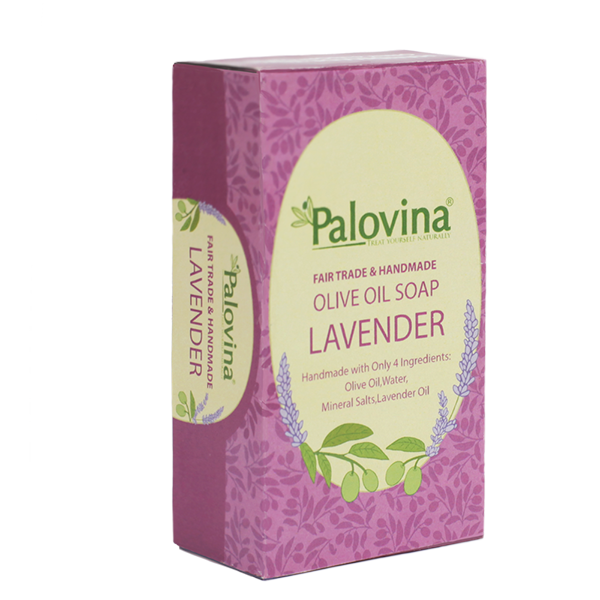 Palovina®
TREAT YOURSELF NATURALLY
FAIR TRADE & HANDMADE
OLIVE OIL SOAP
LAVENDER
Handmade with Only 4 Ingredients:
Olive Oil,Water,
Mineral Salts,Lavender Oil
Palovina®
FAIR TRADE & HANDMADE
LAVENDER